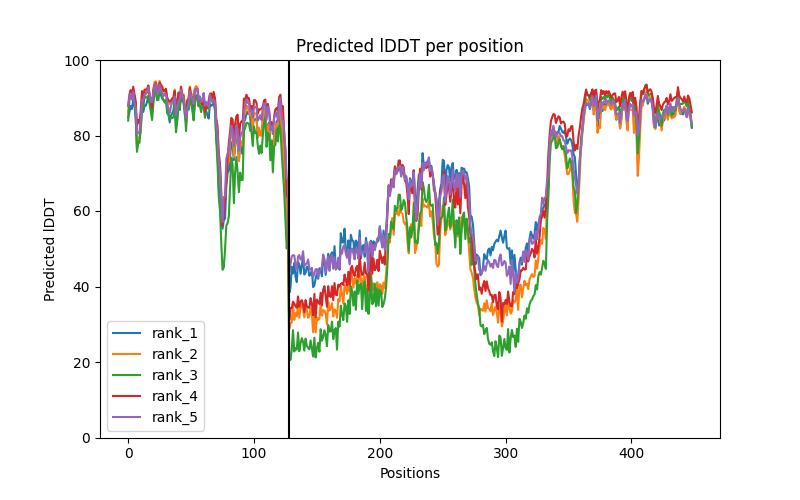 Predicted lDDT per position
Predicted lDDT
100
80
60
40
20
0
rank_1
rank_2
rank_3
rank_4
rank_5
0 100 200 300 400
Positions